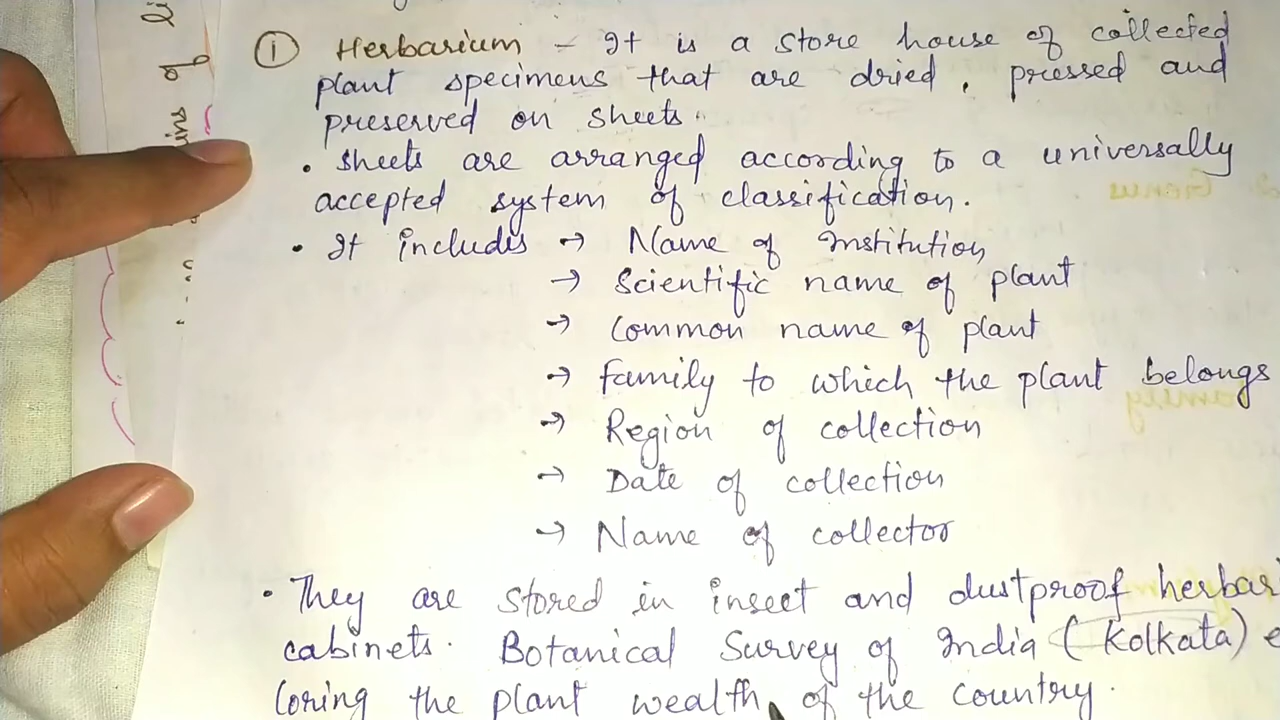 ① Herbarium – It is a store house of collected
plant specimens that are dried, pressed and
preserved on sheets.
• Sheets are arranged according to a universally
accepted system of classification.
• It includes → Name of Institution
→ Scientific name of plant
→ Common name of plant
→ family to which the plant belongs
→ Region of collection
→ Date of collection
→ Name of collector
• They are stored in insect and dustproof herbari
cabinets. Botanical Survey of India (Kolkata) e
loring the plant wealth of the country.